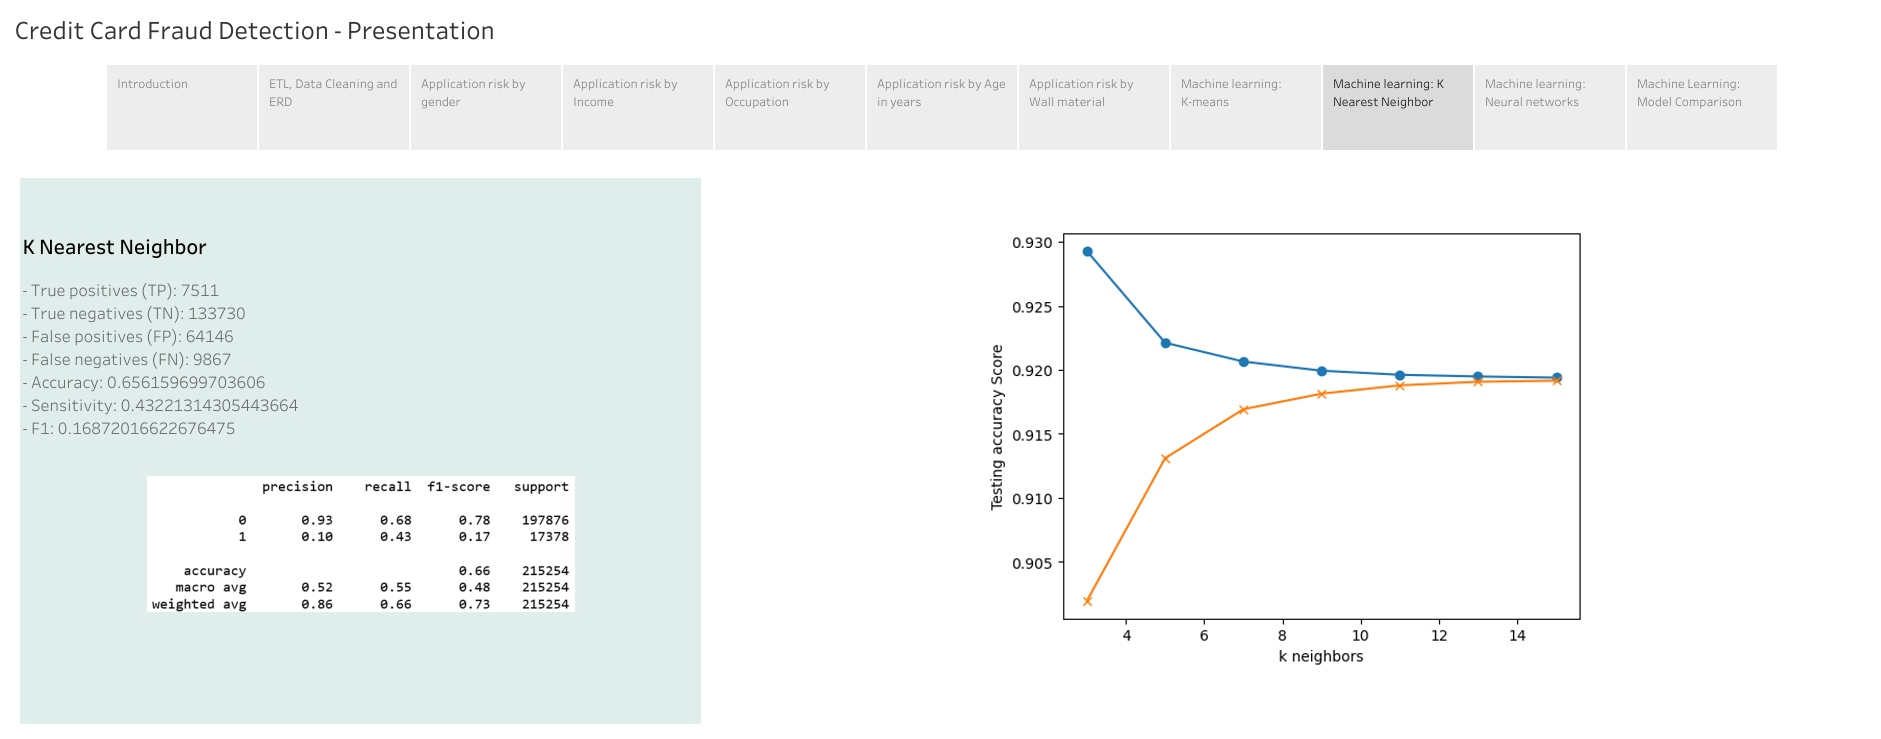 Credit Card Fraud Detection - Presentation
Introduction
ETL, Data Cleaning and
ERD
Application risk by
gender
Application risk by
Income
Application risk by
Occupation
Application risk by Age
in years
Application risk by
Wall material
Machine learning:
K-means
Machine learning: K
Nearest Neighbor
Machine learning:
Neural networks
Machine Learning:
Model Comparison
K Nearest Neighbor
- True positives (TP): 7511
- True negatives (TN): 133730
- False positives (FP): 64146
- False negatives (FN): 9867
- Accuracy: 0.656159699703606
- Sensitivity: 0.43221314305443664
- F1: 0.16872016622676475
precision recall f1-score support
0 0.93 0.68 0.78 197876
1 0.10 0.43 0.17 17378
accuracy 0.66 215254
macro avg 0.52 0.55 0.48 215254
weighted avg 0.86 0.66 0.73 215254
Testing accuracy Score
0.930
0.925
0.920
0.915
0.910
0.905
4 6 8 10 12 14
k neighbors